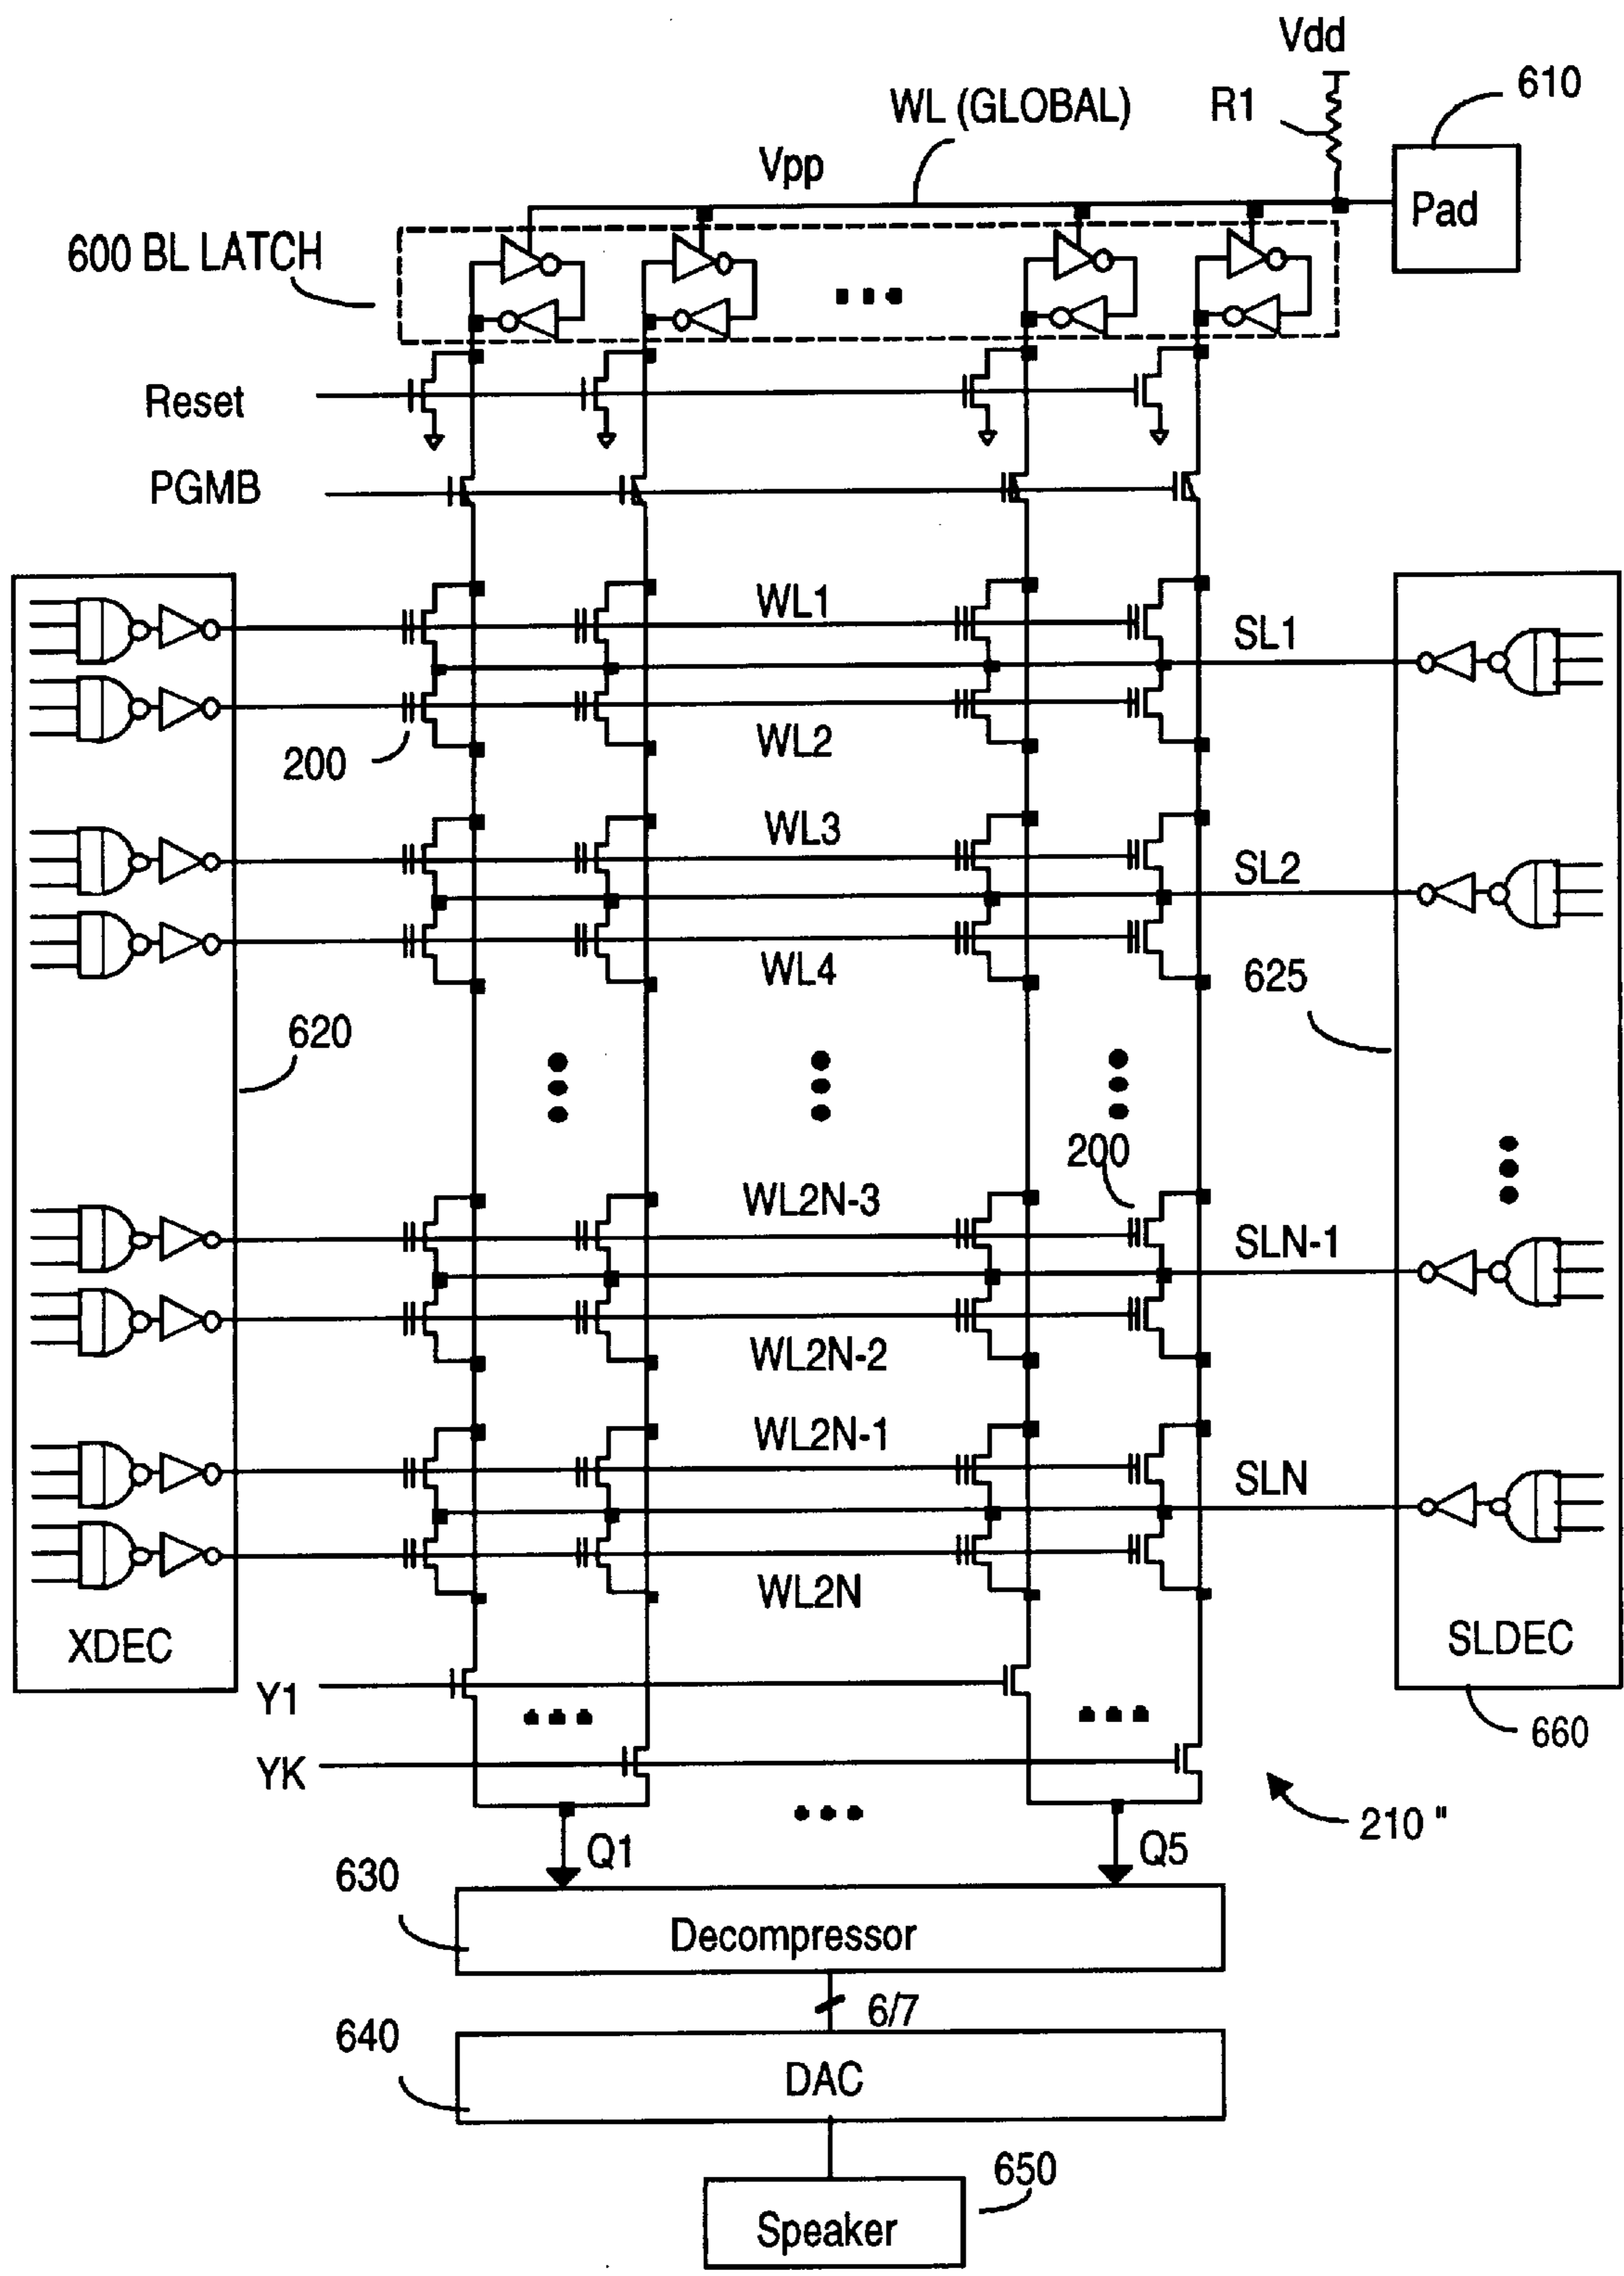 Vdd
610
WL (GLOBAL)
R1
Vpp
Pad
600 BL LATCH
Reset
PGMB
WL1
SL1
WL2
200
WL3
SL2
WL4
625
620
200
WL2N-3
SLN-1
WL2N-2
WL2N-1
SLN
WL2N
XDEC
SLDEC
Y1
660
YK
210 "
Q1
Q5
630
Decompressor
6/7
640
DAC
650
Speaker